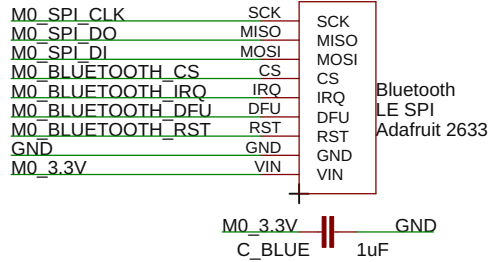 M0_SPI_CLK SCK SCK
M0_SPI_DO MISO MISO
M0_SPI_DI MOSI MOSI
M0_BLUETOOTH_CS CS CS
M0_BLUETOOTH_IRQ IRQ IRQ
M0_BLUETOOTH_DFU DFU DFU
M0_BLUETOOTH_RST RST RST
GND GND GND
M0_3.3V VIN VIN
Bluetooth
LE SPI
Adafruit 2633
M0_3.3V GND
C_BLUE 1uF